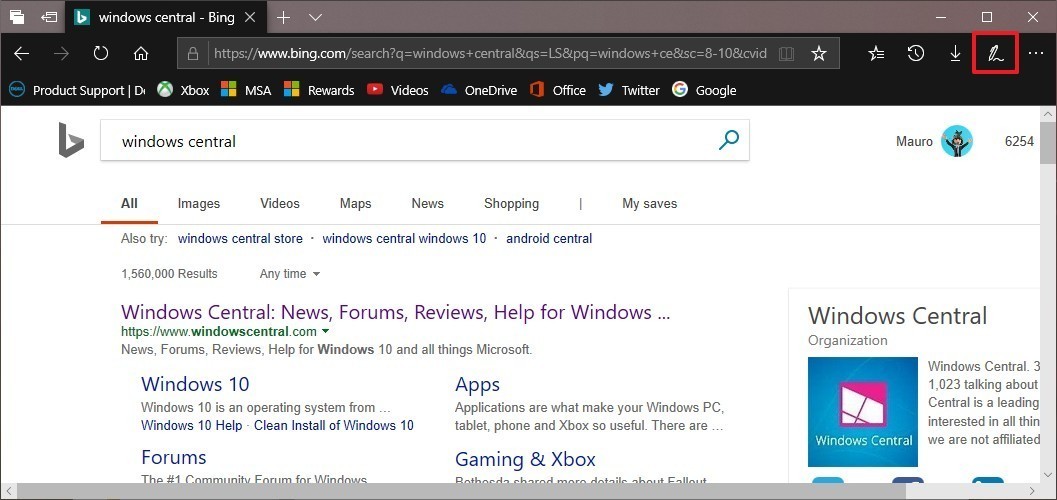 windows central - Bing
https://www.bing.com/search?q=windows+central&qs=LS&pq=windows+ce&sc=8-10&cvid
Product Support | De Xbox MSA Rewards Videos OneDrive Office Twitter Google
windows central
Mauro 6254
All Images Videos Maps News Shopping | My saves
Also try: windows central store · windows central windows 10 · android central
1,560,000 Results Any time
Windows Central: News, Forums, Reviews, Help for Windows ...
https://www.windowscentral.com
News, Forums, Reviews, Help for Windows 10 and all things Microsoft.
Windows 10
Windows 10 is an operating system from ...
Windows 10 Help · Clean Install of Windows 10
Apps
Applications are what make your Windows PC,
tablet, phone and Xbox so useful. There are ...
Forums
The #1 Community Forum for Windows
Gaming & Xbox
Bethesda shared more details about Fallout
Windows Central
Organization
Windows Central
Windows Central. 3
1,023 talking about
Central is a leading
interested in all thin
we are not affiliated